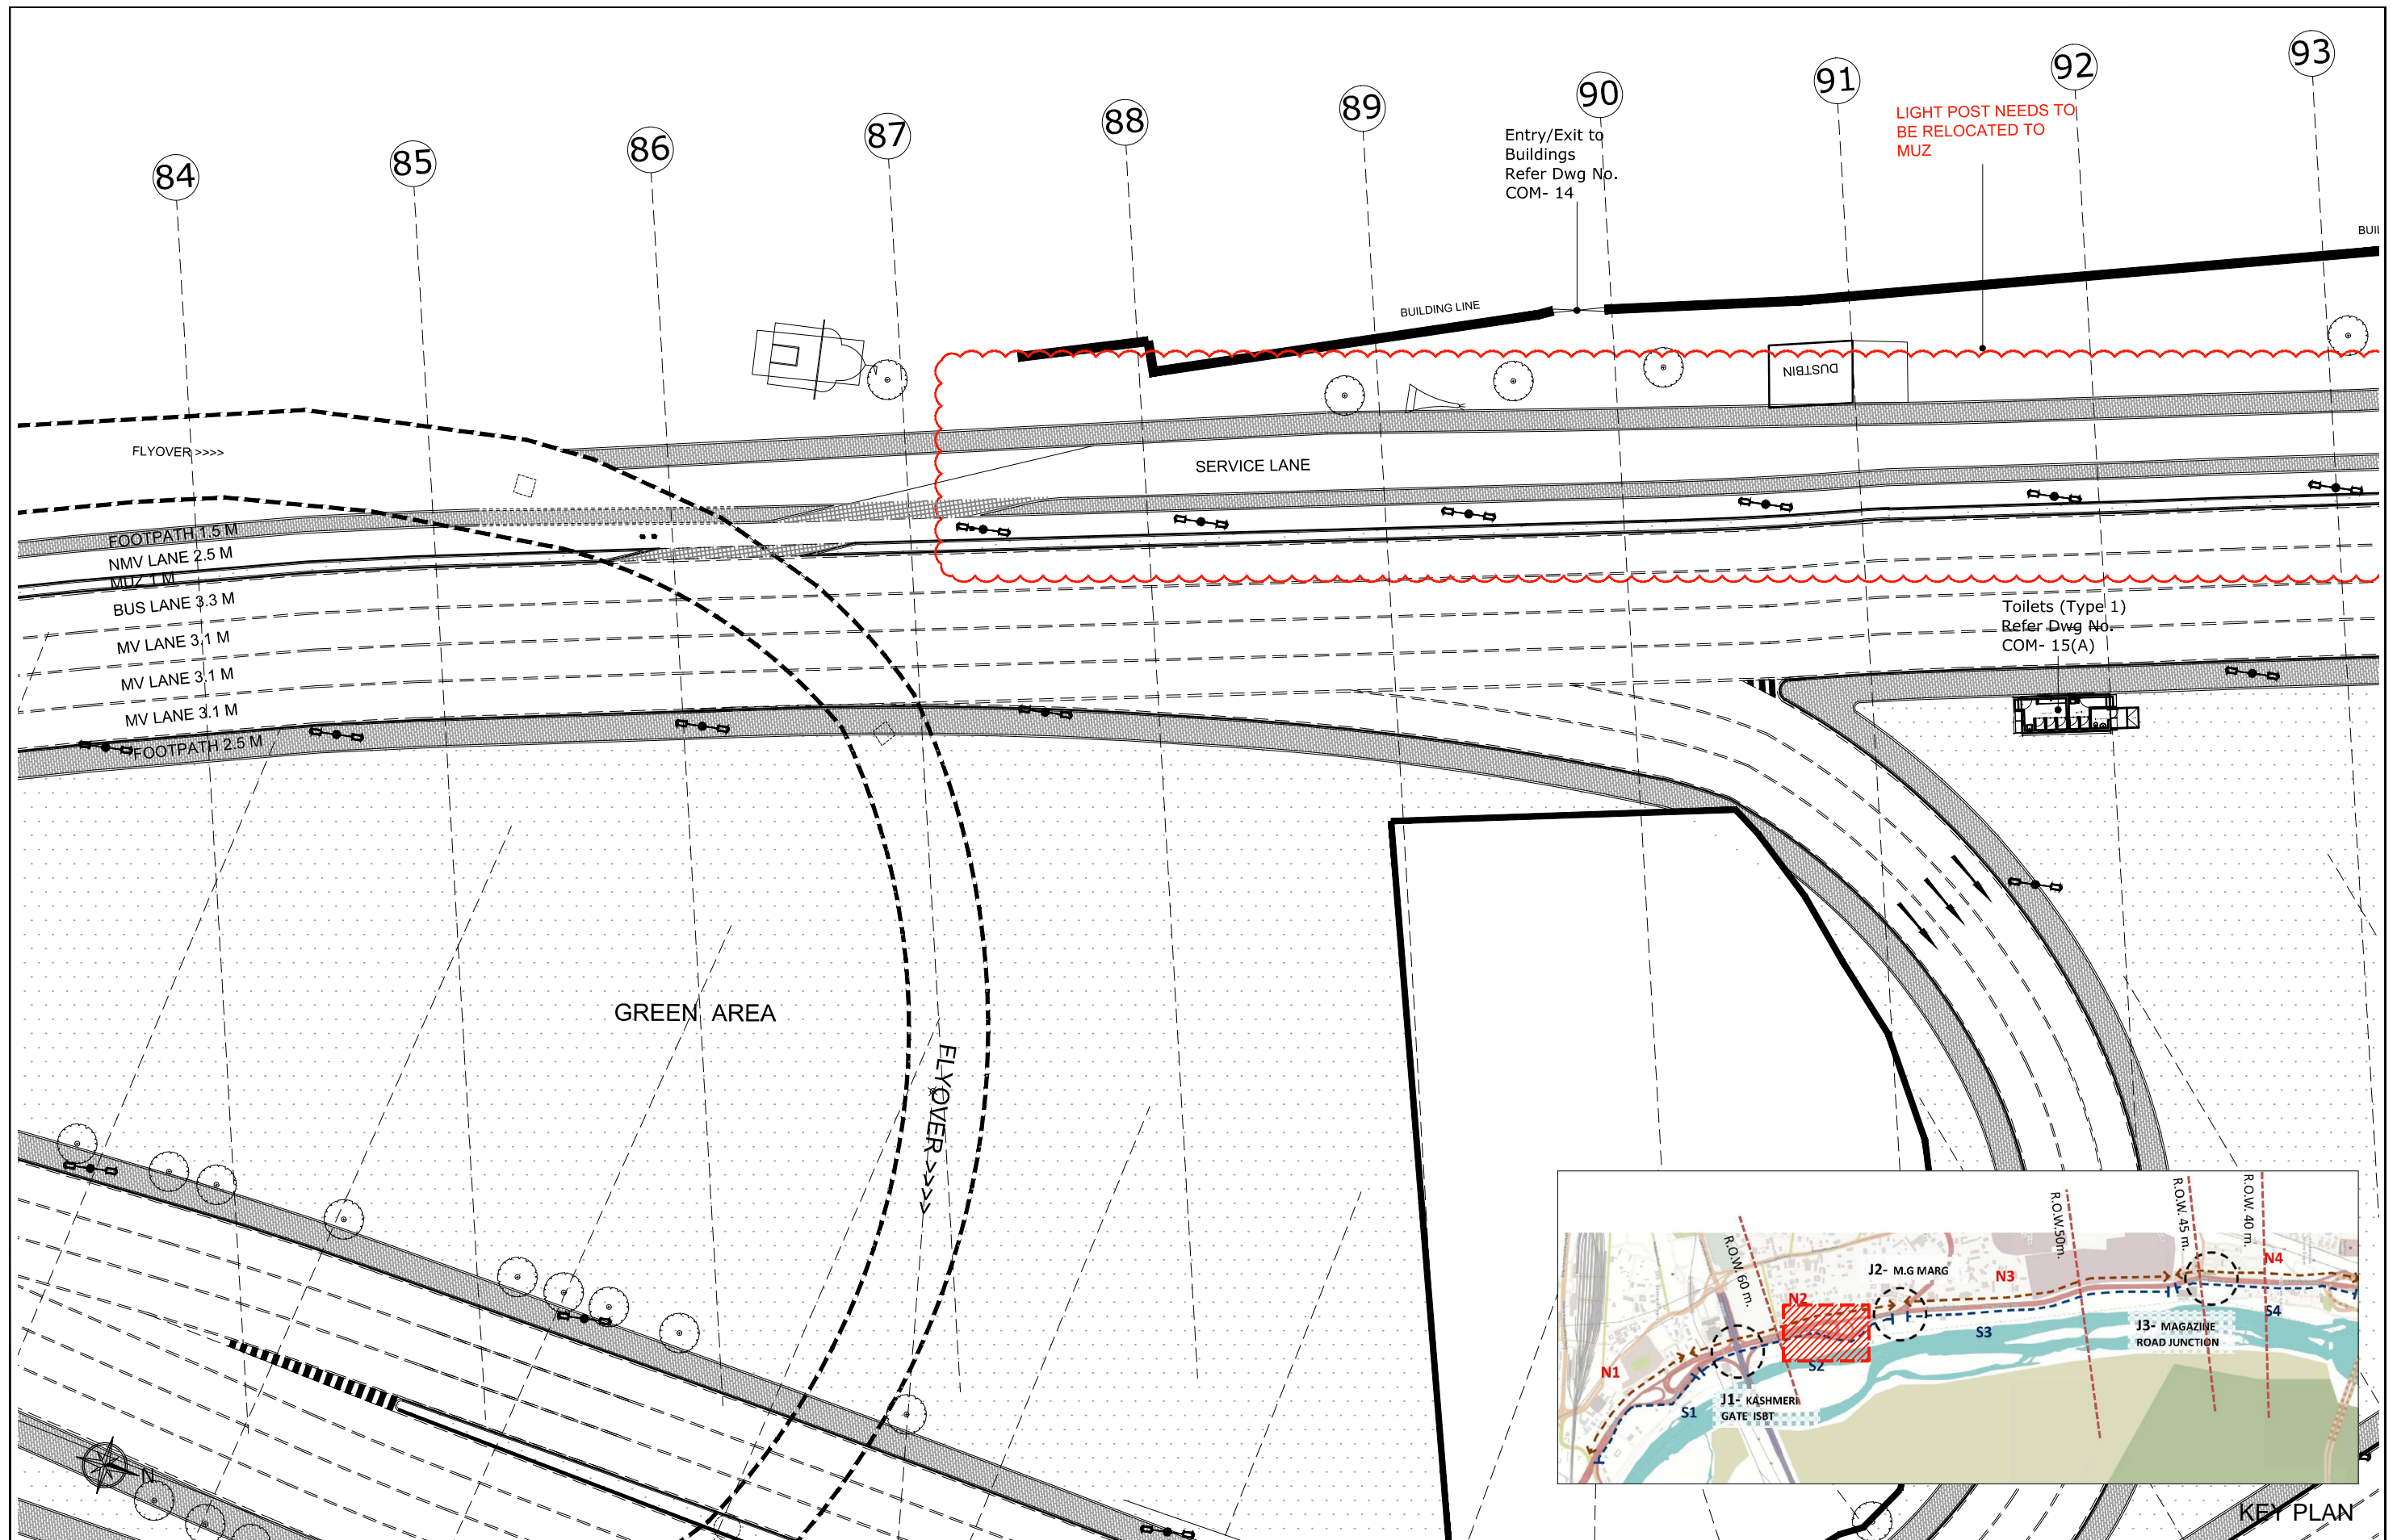 84
85
86
87
88
89
90
91
92
93
Entry/Exit to
Buildings
Refer Dwg No.
COM- 14
LIGHT POST NEEDS TO
BE RELOCATED TO
MUZ
BUILDING LINE
DUSTBIN
FLYOVER >>>>
SERVICE LANE
FOOTPATH 1.5 M
NMV LANE 2.5 M
MUZ 1 M
BUS LANE 3.3 M
MV LANE 3.1 M
MV LANE 3.1 M
MV LANE 3.1 M
FOOTPATH 2.5 M
Toilets (Type 1)
Refer Dwg No.
COM- 15(A)
GREEN AREA
FLYOVER >>>>
N
R.O.W. 60 m.
R.O.W.50m.
R.O.W. 45 m.
R.O.W. 40 m.
N1
N2
N3
N4
J2- M.G MARG
S1
S2
S3
S4
J1- KASHMERI
GATE ISBT
J3- MAGAZINE
ROAD JUNCTION
KEY PLAN